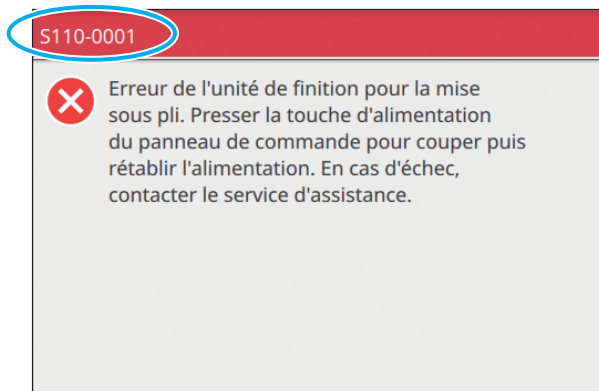 S110-0001
Erreur de l'unité de finition pour la mise
sous pli. Presser la touche d'alimentation
du panneau de commande pour couper puis
rétablir l'alimentation. En cas d'échec,
contacter le service d'assistance.